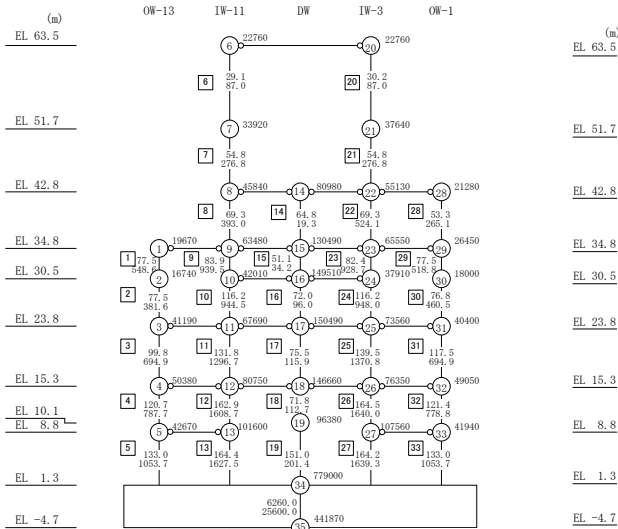 OW-13 IW-11 DW IW-3 OW-1
(m) (m)
EL 63.5 6 22760 20 22760 EL 63.5
6 29.1 20 30.2
87.0 87.0
EL 51.7 7 33920 21 37640 EL 51.7
7 54.8 21 54.8
276.8 276.8
EL 42.8 8 45840 14 80980 22 55130 28 21280 EL 42.8
8 69.3 14 64.8 22 69.3 28 53.3
393.0 19.3 524.1 265.1
EL 34.8 1 19670 9 63480 15 130490 23 65550 29 26450 EL 34.8
1 77.5 9 83.9 15 51.1 23 82.4 29 77.5
548.6 939.5 34.2 928.7 518.8
EL 30.5 2 16740 10 42010 16 149510 24 37910 30 18000 EL 30.5
2 77.5 10 116.2 16 72.0 24 116.2 30 76.8
381.6 944.5 96.0 948.0 460.5
EL 23.8 3 41190 11 67690 17 150490 25 73560 31 40400 EL 23.8
3 99.8 11 131.8 17 75.5 25 139.5 31 117.5
694.9 1296.7 115.9 1370.8 694.9
EL 15.3 4 50380 12 80750 18 146660 26 76350 32 49050 EL 15.3
4 120.7 12 162.9 18 71.8 26 164.5 32 121.4
787.7 1608.7 112.7 1640.0 778.8
EL 10.1 19 96380
EL 8.8 5 42670 13 101600 27 107560 33 41940 EL 8.8
5 133.0 13 164.4 19 151.0 27 164.2 33 133.0
1053.7 1627.5 201.4 1639.3 1053.7
EL 1.3 34 779000 EL 1.3
6260.0
25600.0
EL -4.7 35 441870 EL -4.7